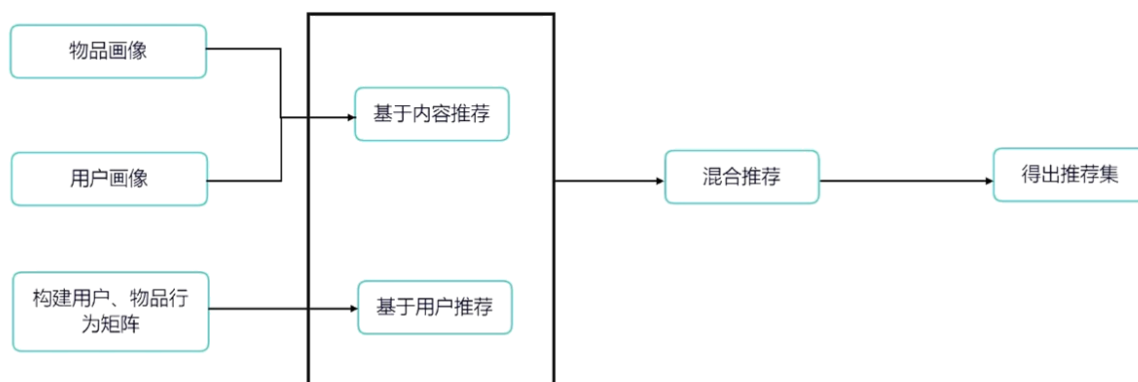 物品画像
基于内容推荐
用户画像
混合推荐
得出推荐集
构建用户、物品行
为矩阵
基于用户推荐